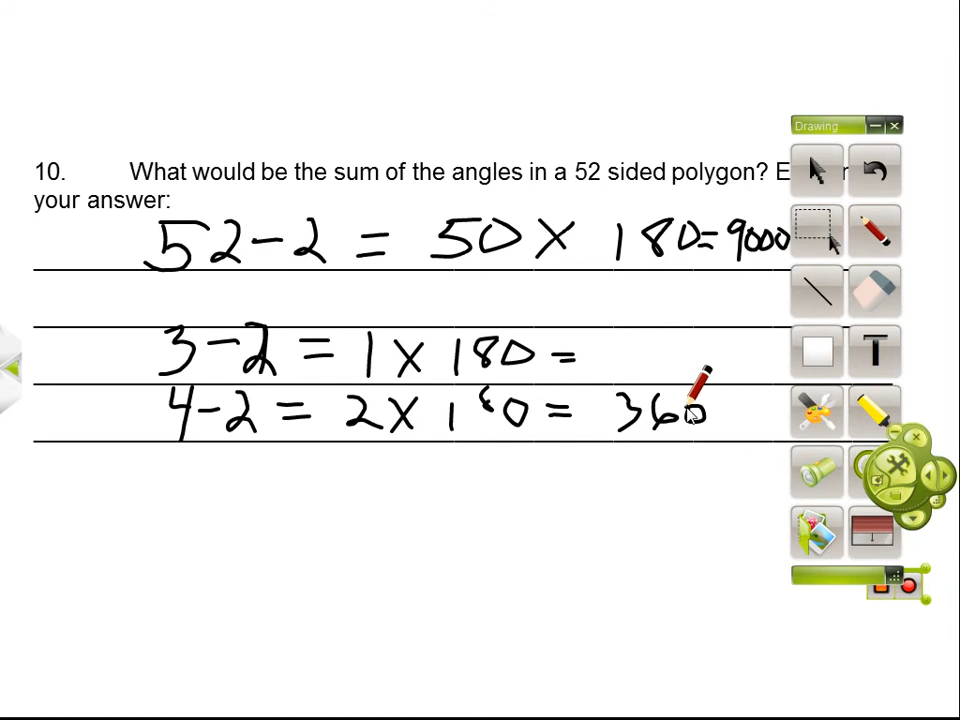 Drawing
10. What would be the sum of the angles in a 52 sided polygon?
your answer:
52-2 = 50 X 180=9000
3-2 = 1 X 180 =
4-2 = 2 X 180 = 360
T